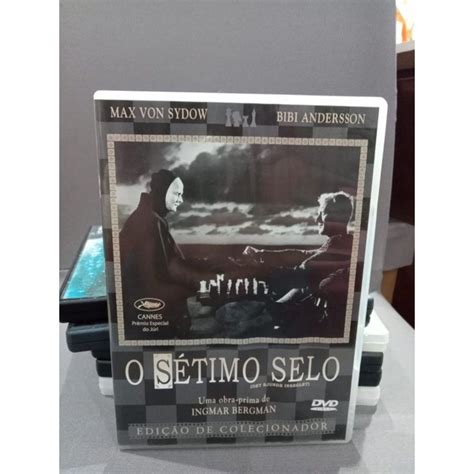 MAX VON SYDOW
BIBI ANDERSSON
CANNES
Prêmio Especial
do Júri
O SÉTIMO SELO
(DET SJUNDE INSEGLET)
Uma obra-prima de
INGMAR BERGMAN
DVD
EDIÇÃO DE COLECIONADOR